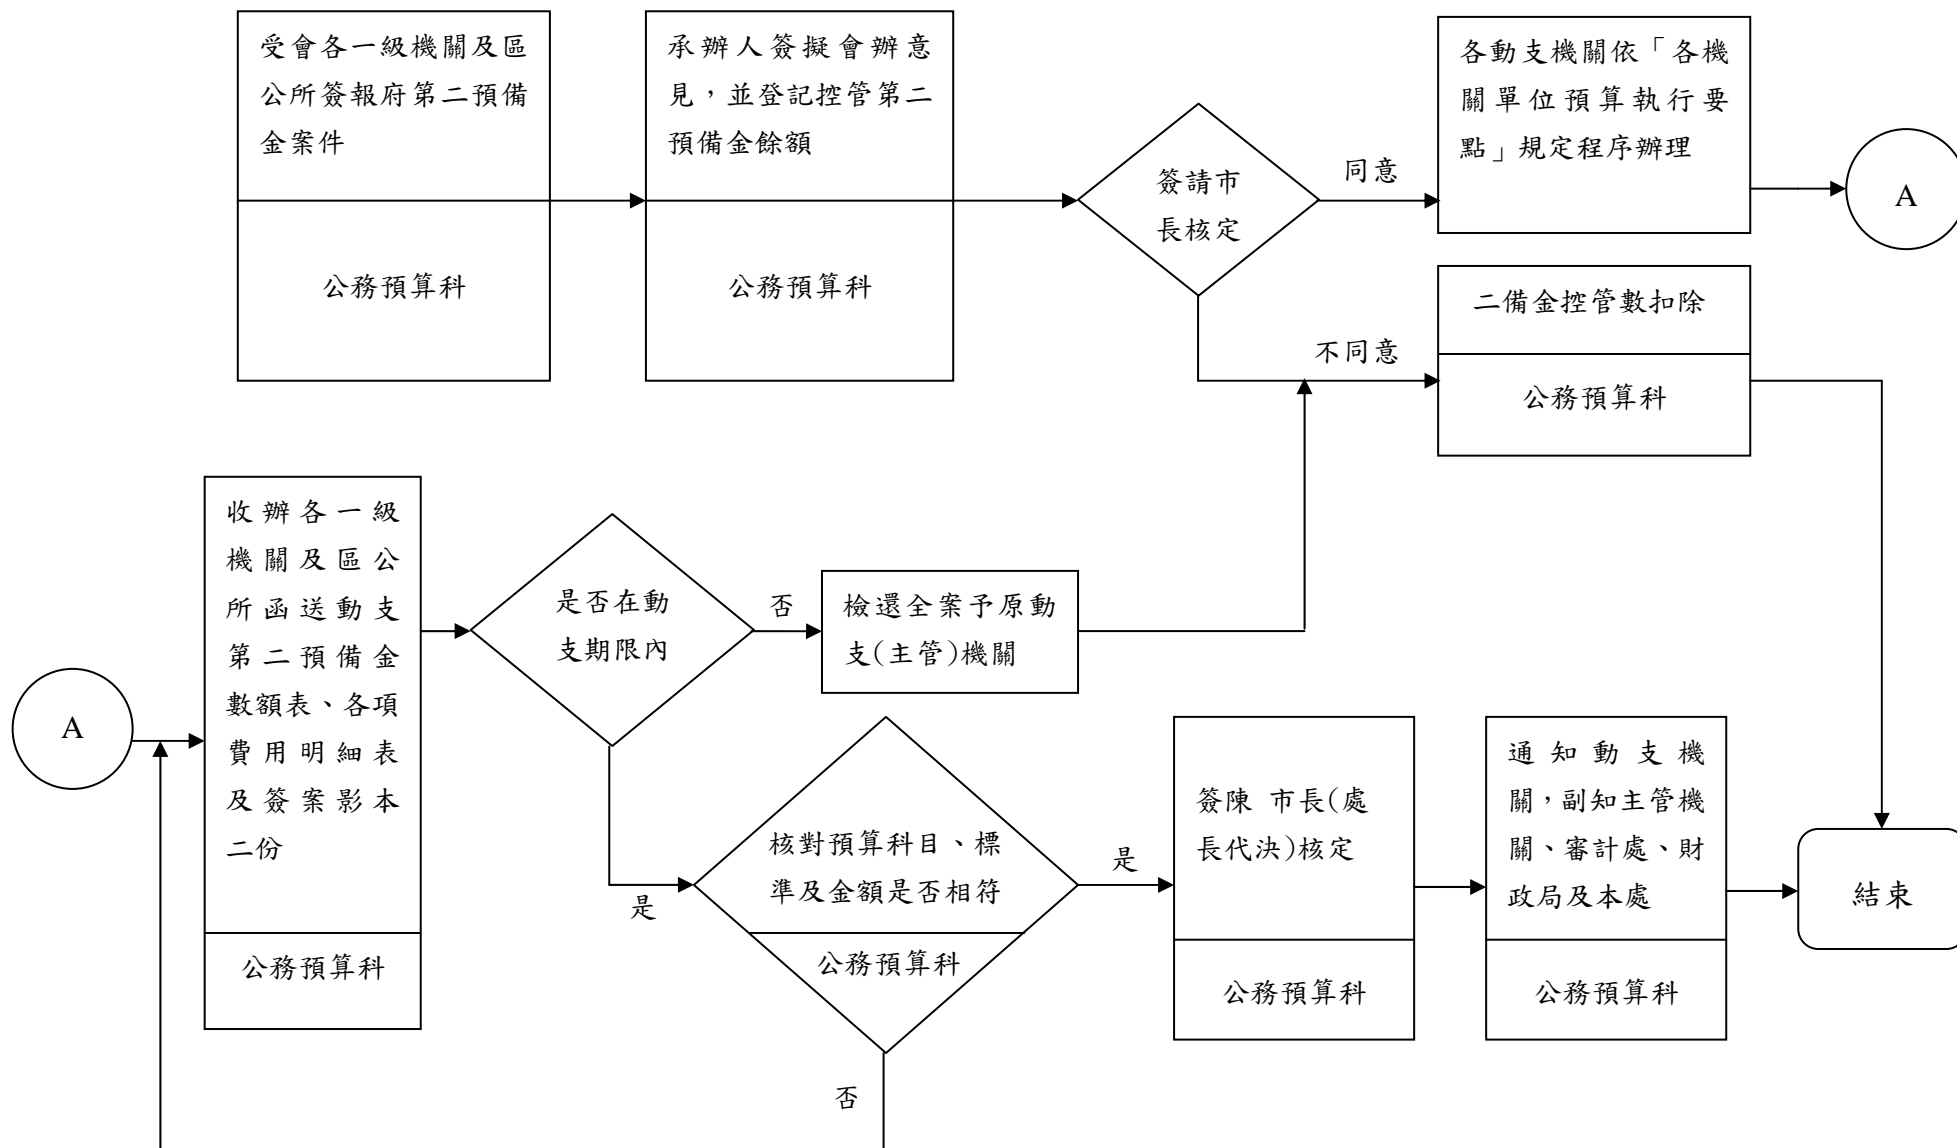 受會各一級機關及區
公所簽報府第二預備
金案件
公務預算科
承辦人簽擬會辦意
見，並登記控管第二
預備金餘額
公務預算科
簽請市
長核定
同意
不同意
各動支機關依「各機
關單位預算執行要
點」規定程序辦理
A
二備金控管數扣除
公務預算科
A
收辦各一級
機關及區公
所函送動支
第二預備金
數額表、各項
費用明細表
及簽案影本
二份
公務預算科
是否在動
支期限內
否
是
檢還全案予原動
支(主管)機關
核對預算科目、標
準及金額是否相符
公務預算科
是
否
簽陳 市長(處
長代決)核定
公務預算科
通知動支機
關，副知主管機
關、審計處、財
政局及本處
公務預算科
結束